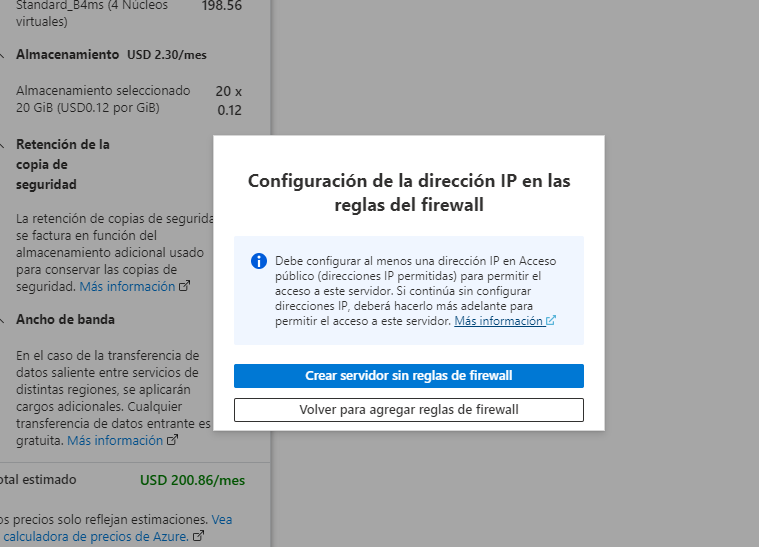 Standard_B4ms (4 Núcleos 198.56
virtuales)
Almacenamiento USD 2.30/mes
Almacenamiento seleccionado 20 x
20 GiB (USD0.12 por GiB) 0.12
Retención de la
copia de
seguridad
La retención de copias de segurida
se factura en función del
almacenamiento adicional usado
para conservar las copias de
seguridad. Más información
Ancho de banda
En el caso de la transferencia de
datos saliente entre servicios de
distintas regiones, se aplicarán
cargos adicionales. Cualquier
transferencia de datos entrante es
gratuita. Más información
otal estimado USD 200.86/mes
os precios solo reflejan estimaciones. Vea
calculadora de precios de Azure.
Configuración de la dirección IP en las
reglas del firewall
Debe configurar al menos una dirección IP en Acceso
público (direcciones IP permitidas) para permitir el
acceso a este servidor. Si continúa sin configurar
direcciones IP, deberá hacerlo más adelante para
permitir el acceso a este servidor. Más información
Crear servidor sin reglas de firewall
Volver para agregar reglas de firewall